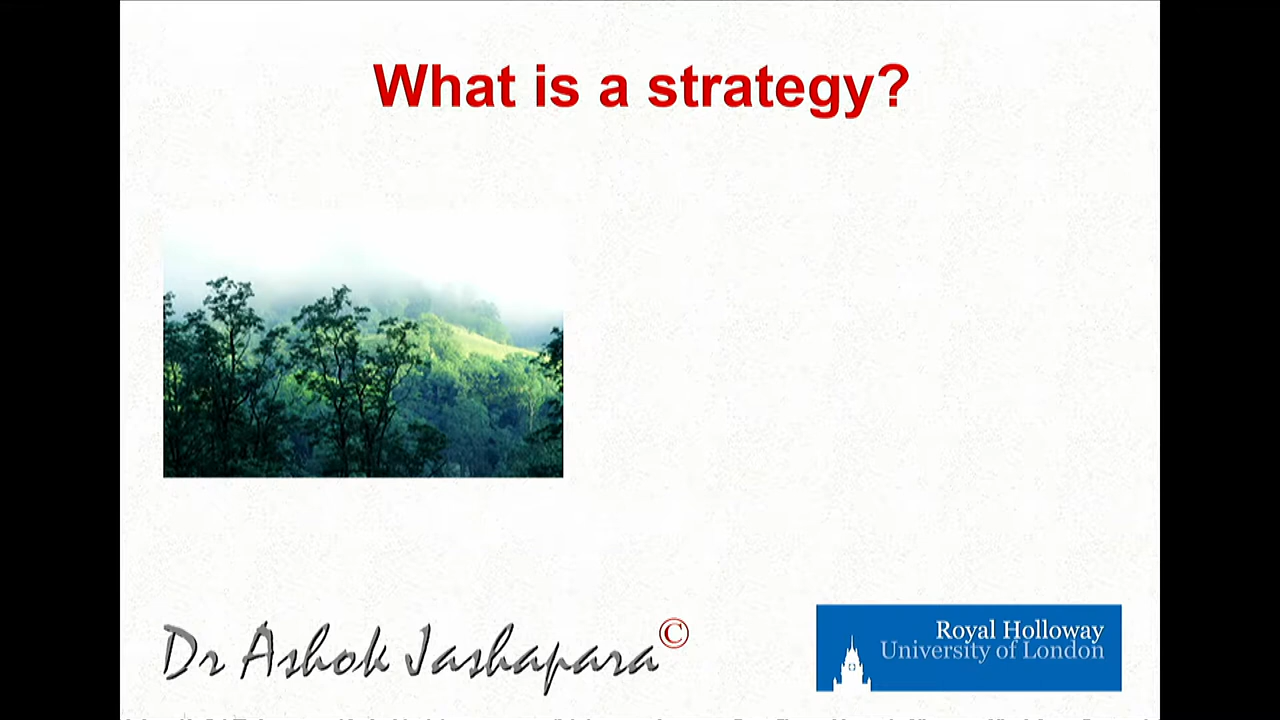 What is a strategy?
Dr Ashok Jashapara ©
Royal Holloway
University of London